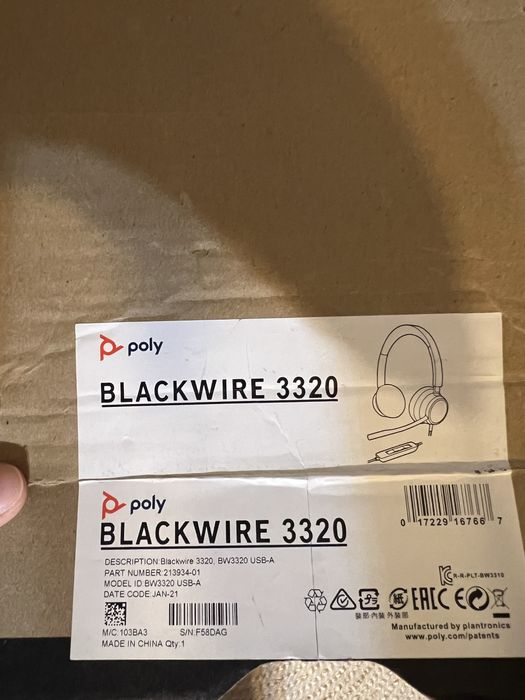 poly
BLACKWIRE 3320
poly
BLACKWIRE 3320
0 17229 16766 7
DESCRIPTION Blackwire 3320, BW3320 USB-A
PART NUMBER:213934-01
MODEL ID:BW3320 USB-A
DATE CODE:JAN-21
R-R-PLT-BW3310
EAC CE
M/C:103BA3 S/N:F58DAG
MADE IN CHINA Qty:1
Manufactured by plantronics
www.poly.com/patents